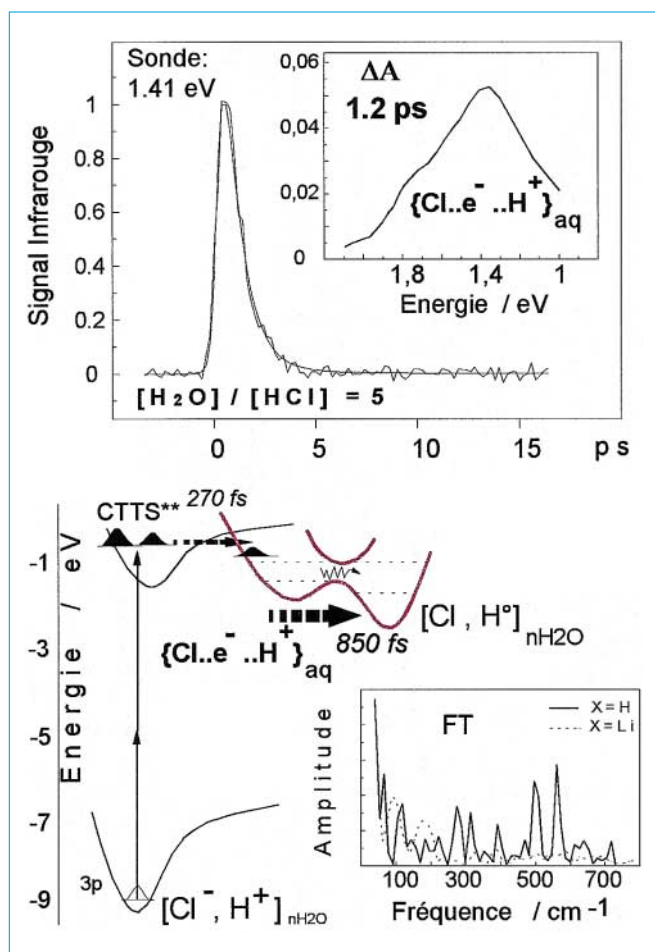 Sonde:
1.41 eV
Signal Infrarouge
1
0.8
0.6
0.4
0.2
0
0 5 10 15 ps
[H₂O] / [HCl] = 5
ΔA
1.2 ps
0,06
0,04
0,02
0
{Cl..e⁻ ..H⁺}aq
1,8 1,4 1
Energie / eV
CTTS**
270 fs
Energie / eV
-1
-3
-5
-7
-9
{Cl..e⁻ ..H⁺}aq
850 fs
[Cl , H°]nH2O
3p
[Cl⁻, H⁺]nH2O
FT
X=H
X=Li
Amplitude
100 300 500 700
Fréquence / cm⁻¹